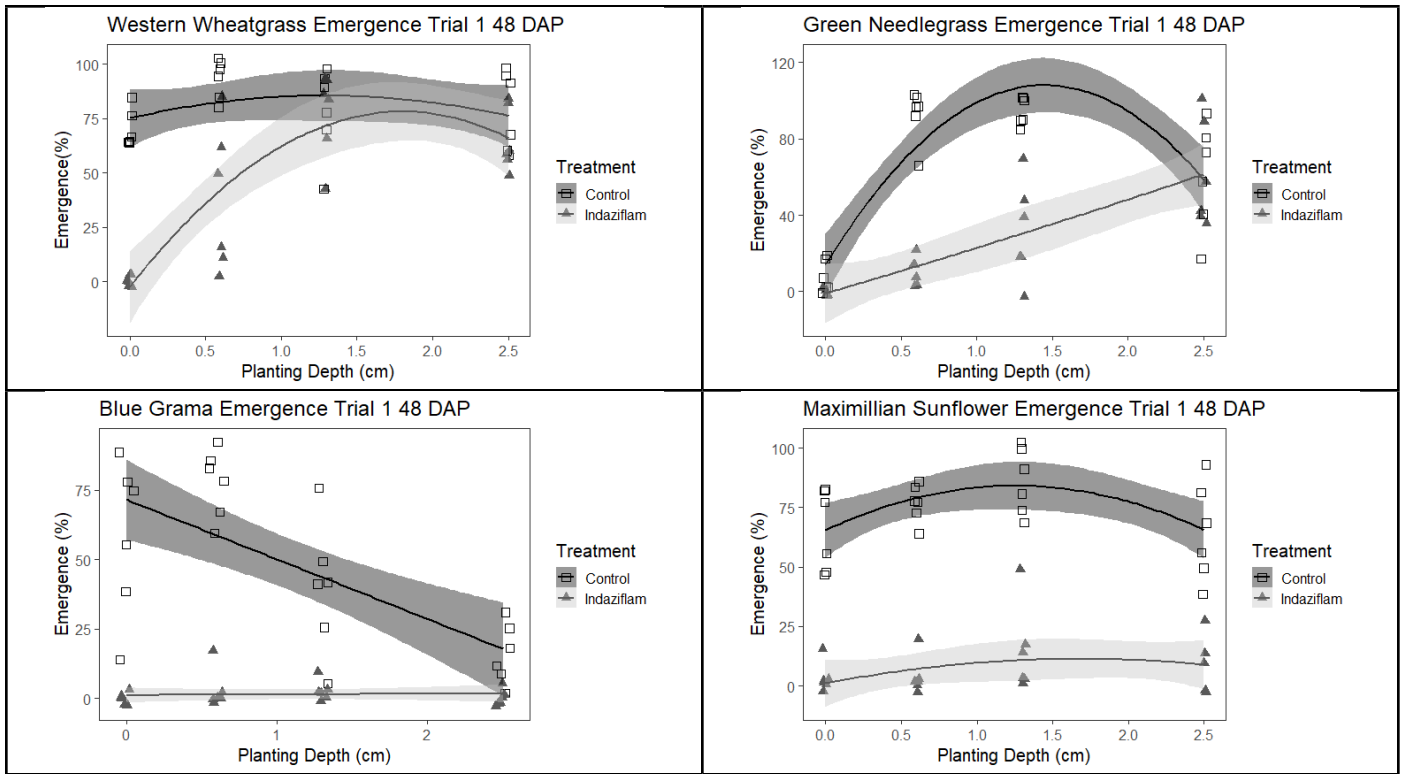 Western Wheatgrass Emergence Trial 1 48 DAP
100
75
50
25
0
Emergence(%)
0.0 0.5 1.0 1.5 2.0 2.5
Planting Depth (cm)
Treatment
Control
Indaziflam
Green Needlegrass Emergence Trial 1 48 DAP
120
80
40
0
Emergence (%)
0.0 0.5 1.0 1.5 2.0 2.5
Planting Depth (cm)
Treatment
Control
Indaziflam
Blue Grama Emergence Trial 1 48 DAP
75
50
25
0
Emergence (%)
0 1 2
Planting Depth (cm)
Treatment
Control
Indaziflam
Maximillian Sunflower Emergence Trial 1 48 DAP
100
75
50
25
0
Emergence (%)
0.0 0.5 1.0 1.5 2.0 2.5
Planting Depth (cm)
Treatment
Control
Indaziflam